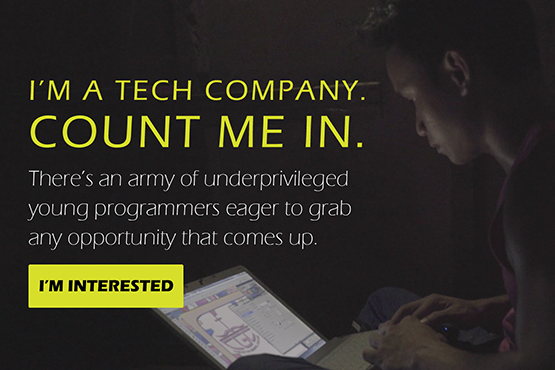 I'M A TECH COMPANY.
COUNT ME IN.
There's an army of underprivileged
young programmers eager to grab
any opportunity that comes up.
I'M INTERESTED